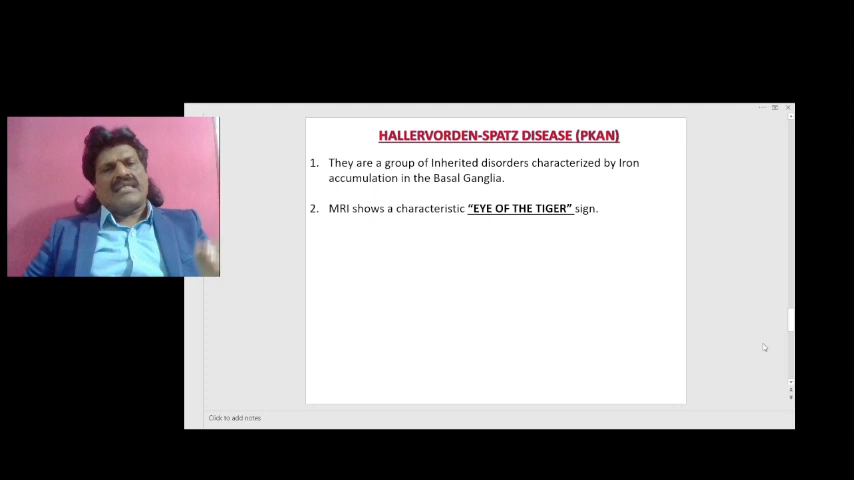 HALLERVORDEN-SPATZ DISEASE (PKAN)
1. They are a group of Inherited disorders characterized by Iron
accumulation in the Basal Ganglia.
2. MRI shows a characteristic “EYE OF THE TIGER” sign.
Click to add notes